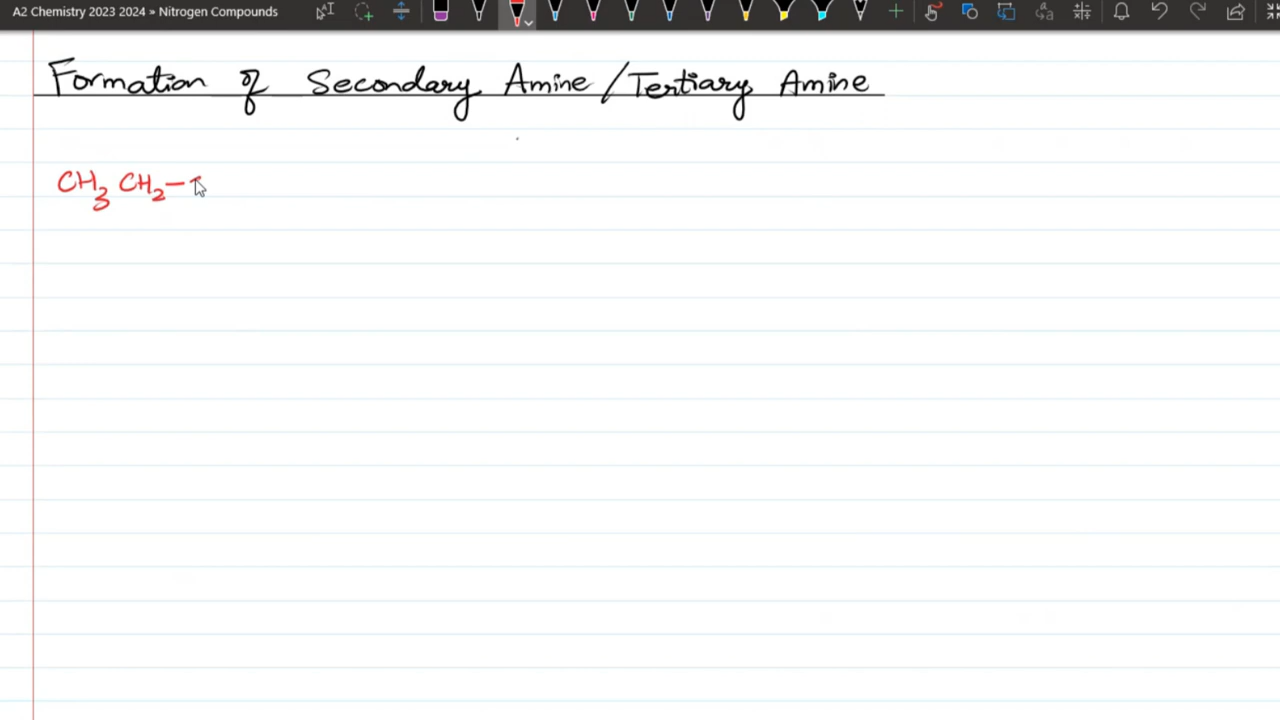 A2 Chemistry 2023 2024 » Nitrogen Compounds
Formation of Secondary Amine / Tertiary Amine
CH3 CH2 –